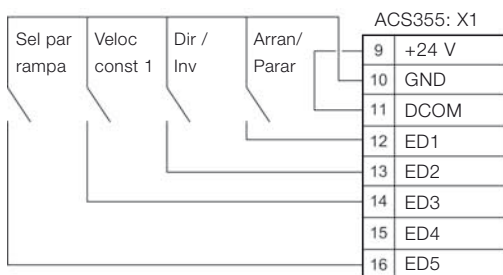 ACS355: X1
Sel par
rampa
Veloc
const 1
Dir /
Inv
Arran/
Parar
9 +24 V
10 GND
11 DCOM
12 ED1
13 ED2
14 ED3
15 ED4
16 ED5